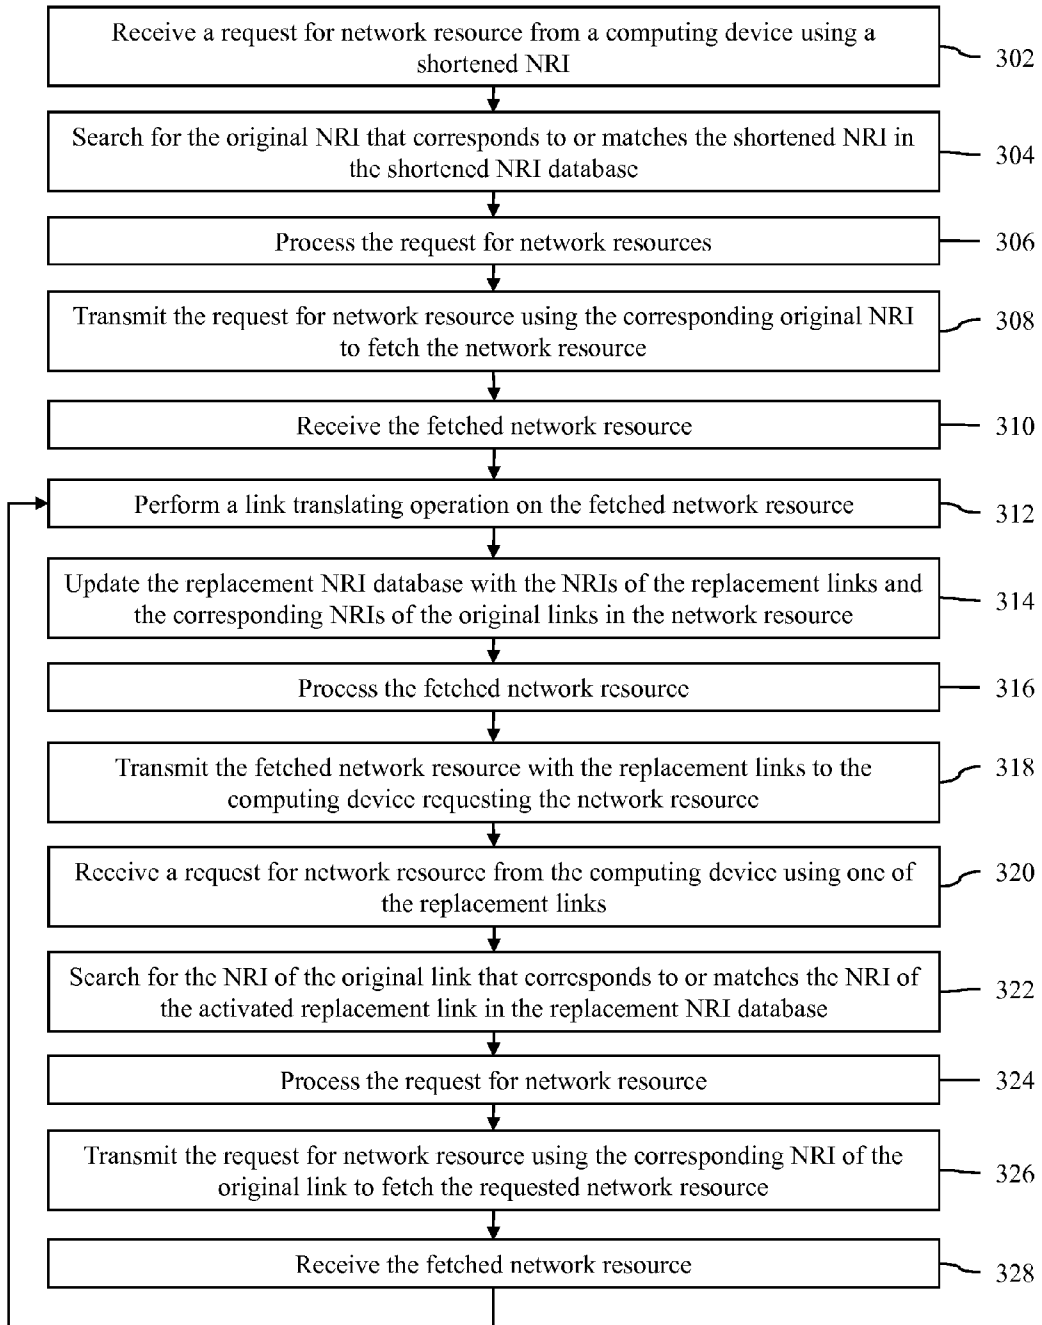 Receive a request for network resource from a computing device using a
shortened NRI
302
Search for the original NRI that corresponds to or matches the shortened NRI in
the shortened NRI database
304
Process the request for network resources
306
Transmit the request for network resource using the corresponding original NRI
to fetch the network resource
308
Receive the fetched network resource
310
Perform a link translating operation on the fetched network resource
312
Update the replacement NRI database with the NRIs of the replacement links and
the corresponding NRIs of the original links in the network resource
314
Process the fetched network resource
316
Transmit the fetched network resource with the replacement links to the
computing device requesting the network resource
318
Receive a request for network resource from the computing device using one of
the replacement links
320
Search for the NRI of the original link that corresponds to or matches the NRI of
the activated replacement link in the replacement NRI database
322
Process the request for network resource
324
Transmit the request for network resource using the corresponding NRI of the
original link to fetch the requested network resource
326
Receive the fetched network resource
328